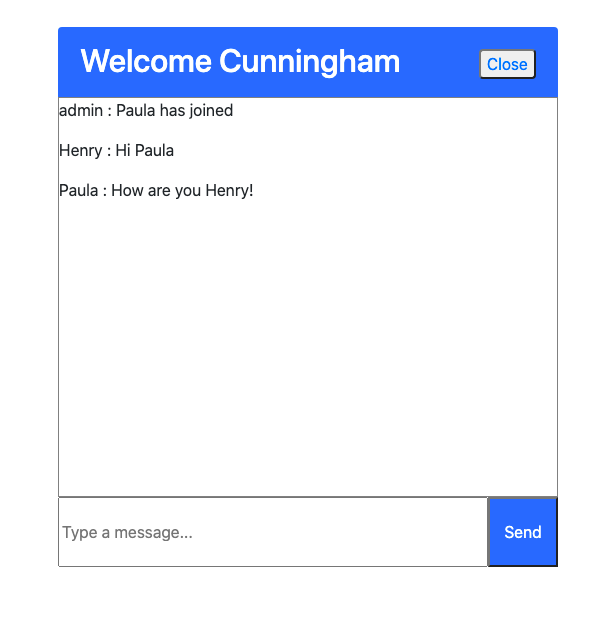 Welcome Cunningham
Close
admin : Paula has joined
Henry : Hi Paula
Paula : How are you Henry!
Type a message...
Send